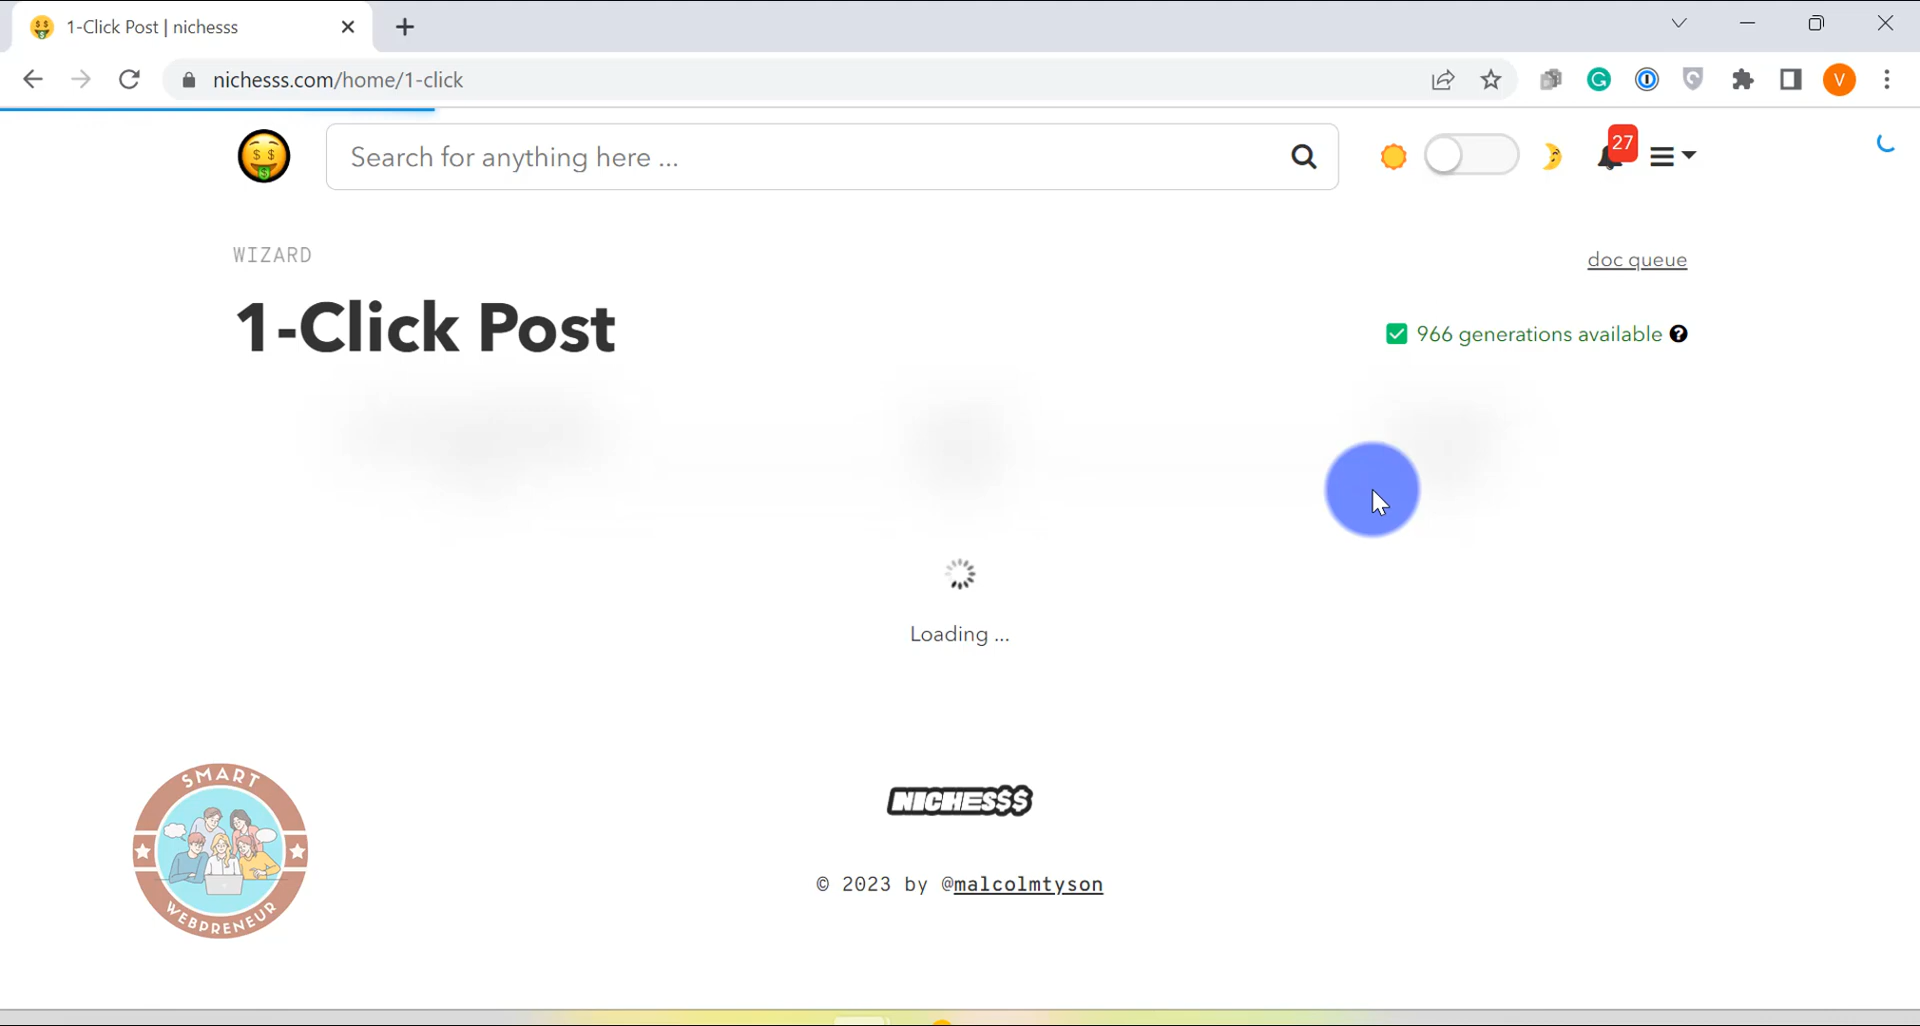 1-Click Post | nichesss
nichesss.com/home/1-click
V
Search for anything here ...
27
WIZARD
doc queue
1-Click Post
966 generations available
Loading ...
SMART
WEBPRENEUR
NICHES$$
© 2023 by @malcolmtyson